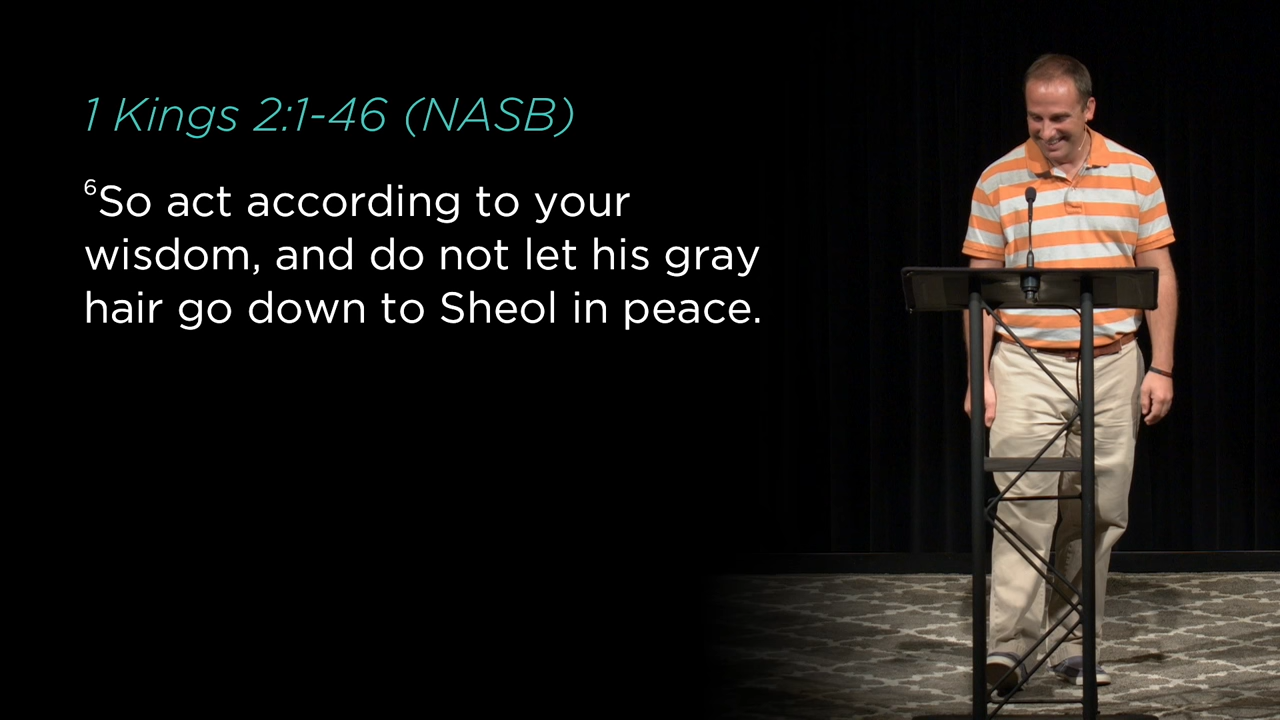 1 Kings 2:1-46 (NASB)
⁶So act according to your
wisdom, and do not let his gray
hair go down to Sheol in peace.